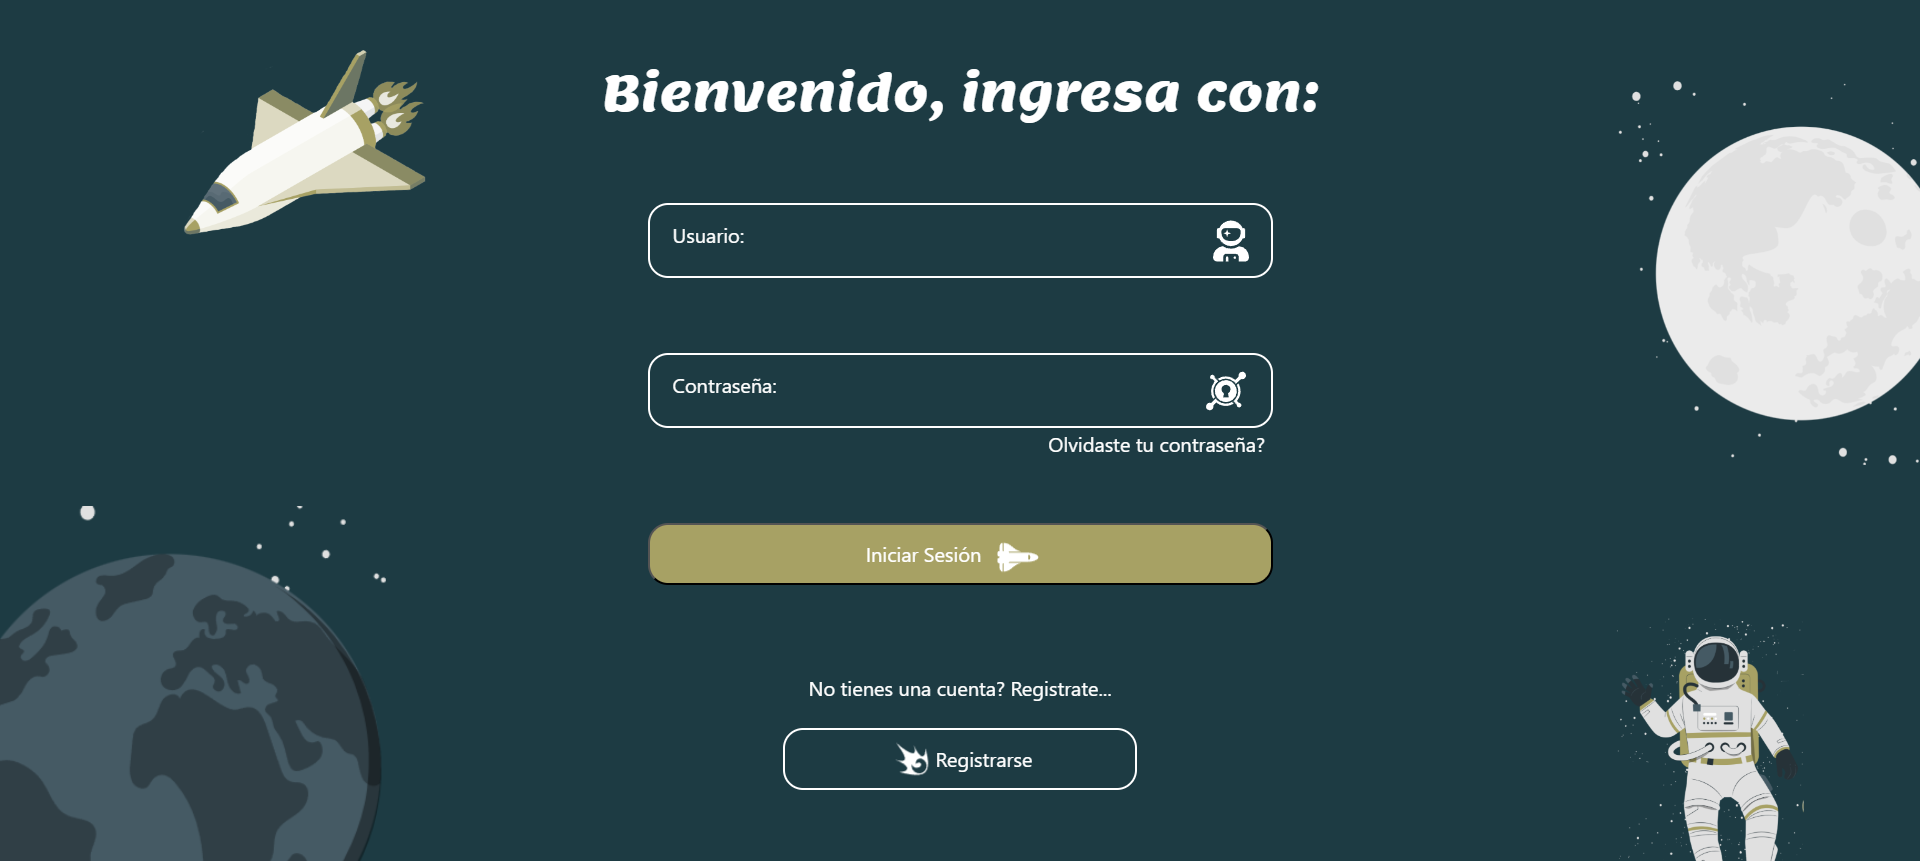 Bienvenido, ingresa con:
Usuario:
Contraseña:
Olvidaste tu contraseña?
Iniciar Sesión
No tienes una cuenta? Registrate...
Registrarse